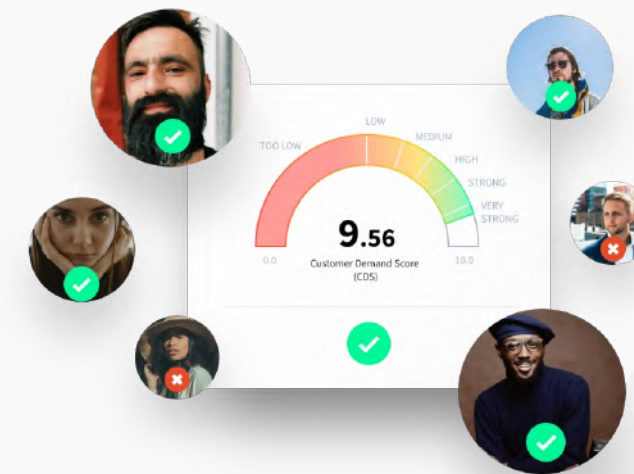 LOW
TOO LOW
MEDIUM
HIGH
STRONG
VERY
STRONG
9.56
0.0
Customer Demand Score
10.0
(CDS)